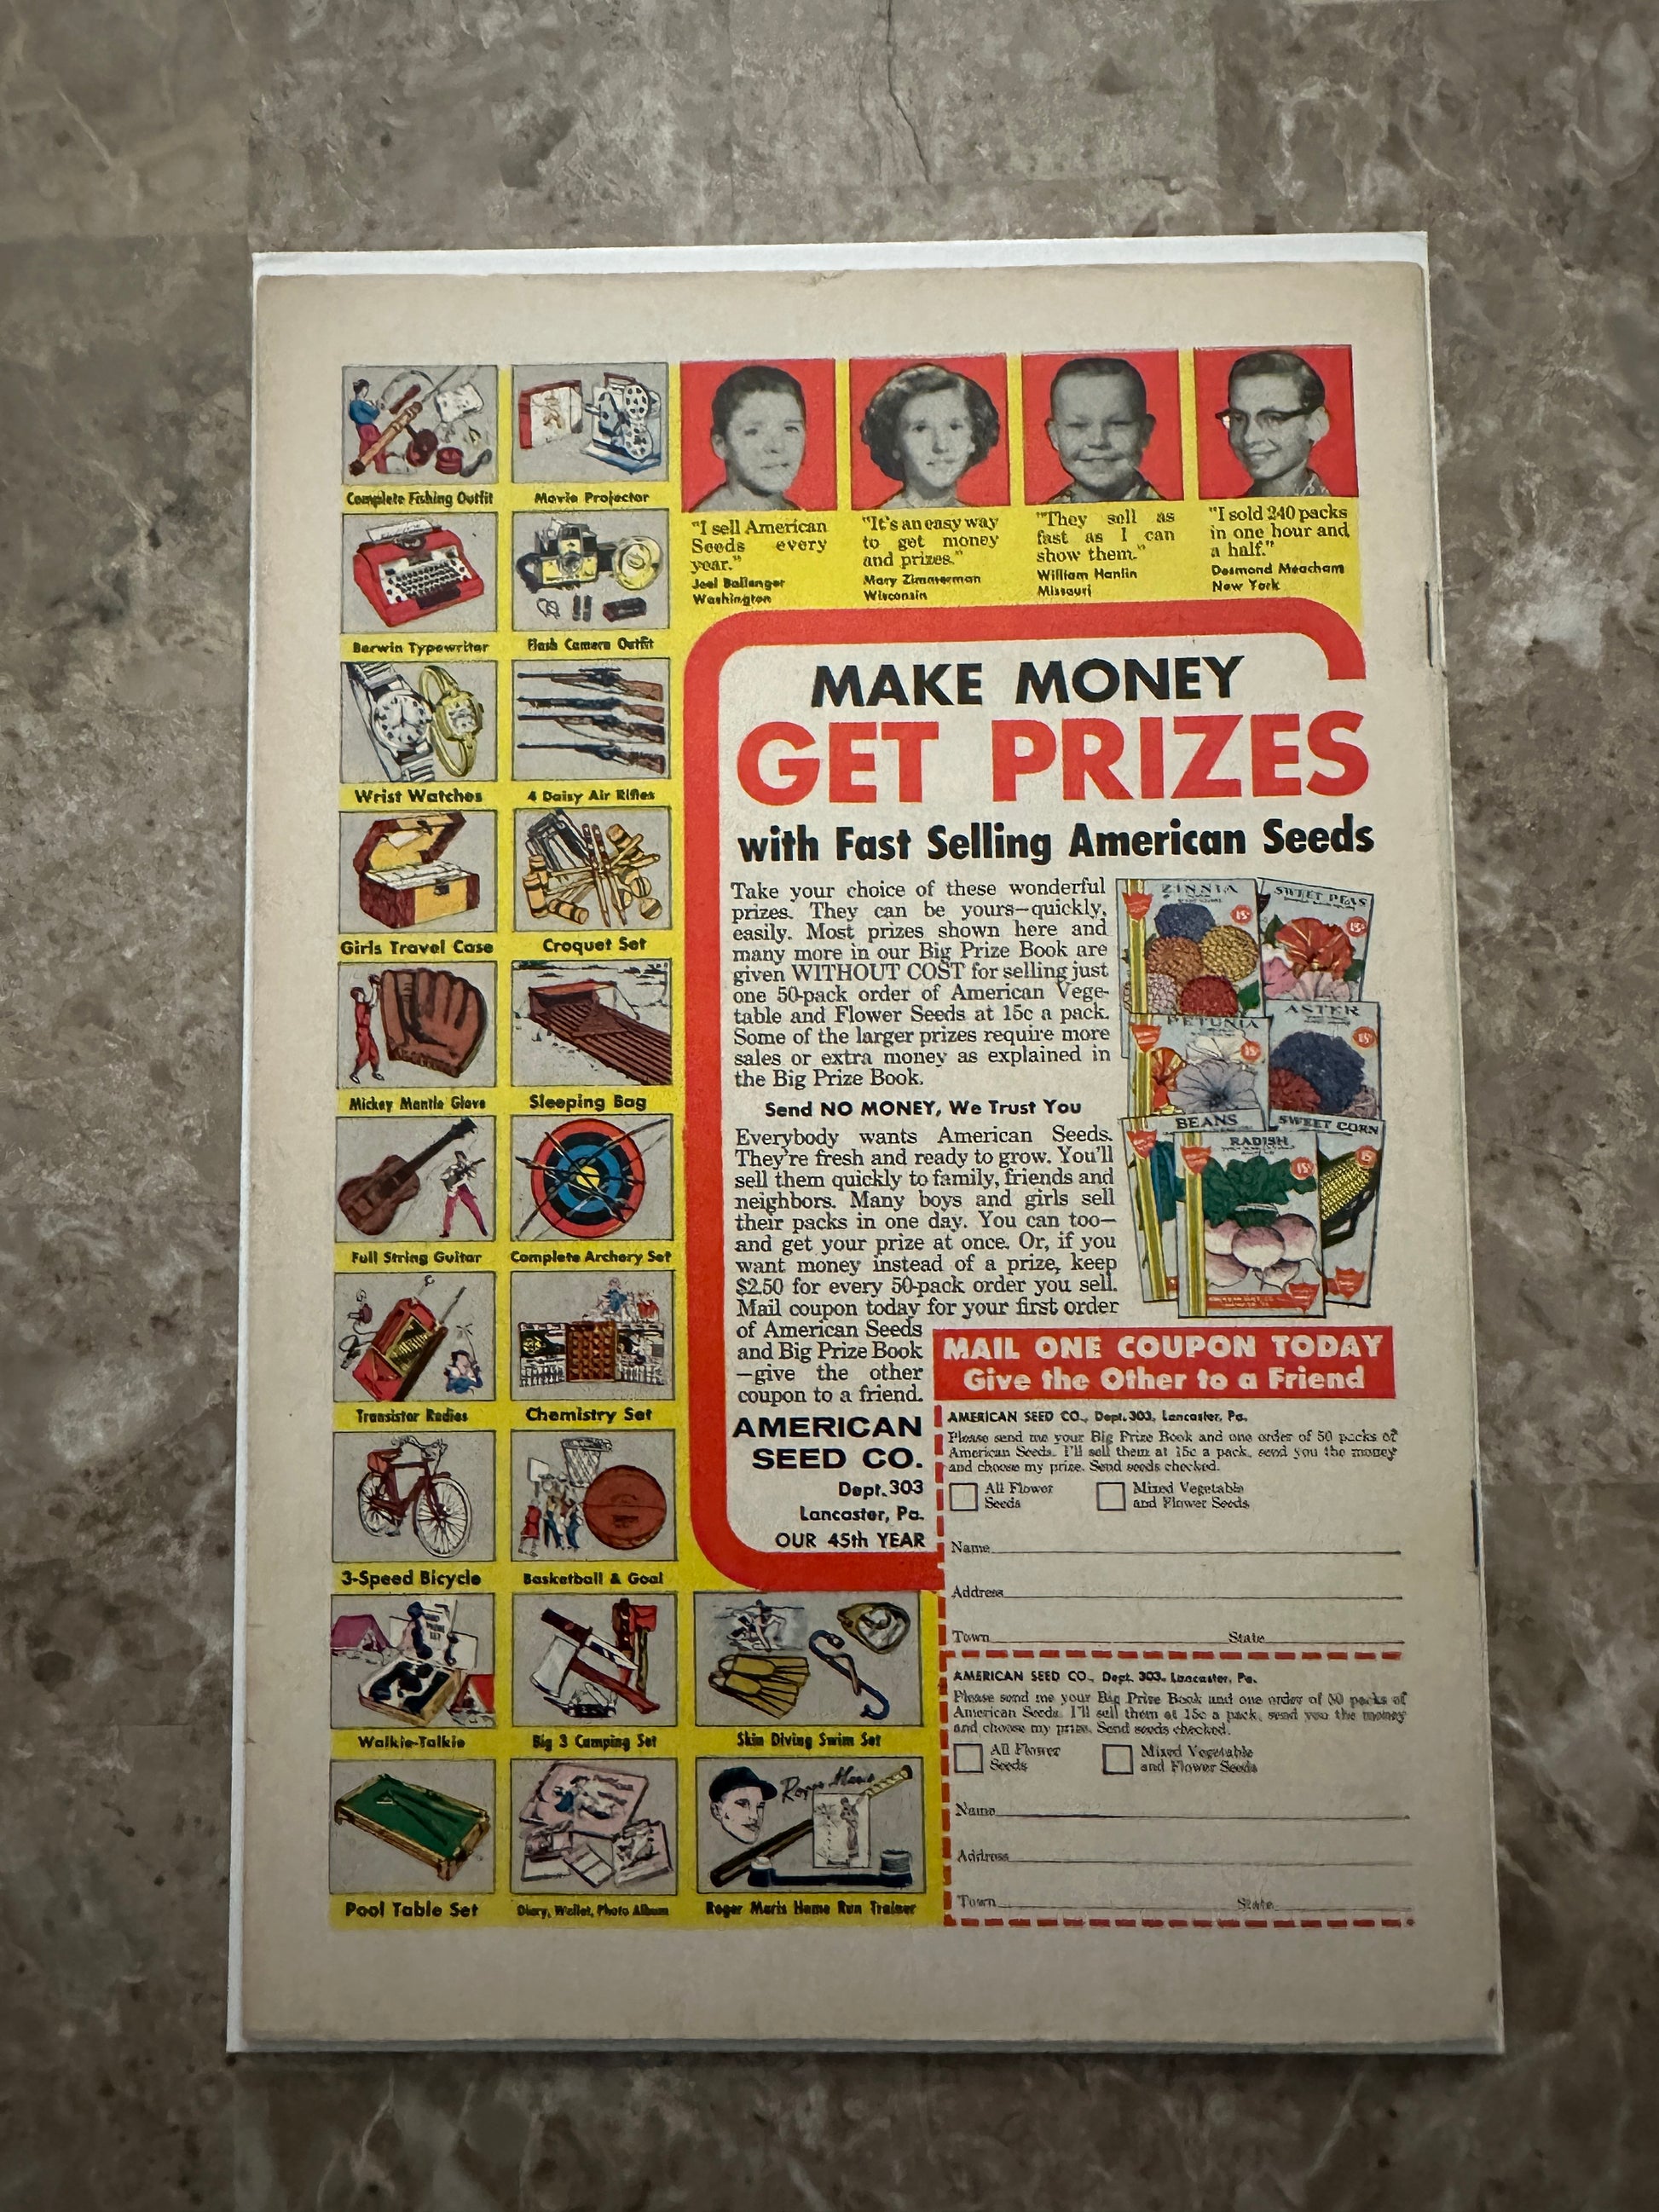 Complete Fishing Outfit
Movie Projector
Berwin Typewriter
Flash Camera Outfit
Wrist Watches
4 Daisy Air Rifles
Girls Travel Case
Croquet Set
Mickey Mantle Glove
Sleeping Bag
Full String Guitar
Complete Archery Set
Transistor Radios
Chemistry Set
3-Speed Bicycle
Basketball & Goal
Walkie-Talkie
Big 3 Camping Set
Skin Diving Swim Set
Pool Table Set
Diary, Wallet, Photo Album
Roger Maris
Roger Maris Home Run Trainer
"I sell American
Seeds every
year."
Joel Ballenger
Washington
"It's an easy way
to get money
and prizes."
Mary Zimmerman
Wisconsin
"They sell as
fast as I can
show them."
William Hanlin
Missouri
"I sold 240 packs
in one hour and
a half."
Desmond Meacham
New York
MAKE MONEY
GET PRIZES
with Fast Selling American Seeds
Take your choice of these wonderful
prizes. They can be yours—quickly,
easily. Most prizes shown here and
many more in our Big Prize Book are
given WITHOUT COST for selling just
one 50-pack order of American Vege-
table and Flower Seeds at 15c a pack.
Some of the larger prizes require more
sales or extra money as explained in
the Big Prize Book.
Send NO MONEY, We Trust You
Everybody wants American Seeds.
They're fresh and ready to grow. You'll
sell them quickly to family, friends and
neighbors. Many boys and girls sell
their packs in one day. You can too—
and get your prize at once. Or, if you
want money instead of a prize, keep
$2.50 for every 50-pack order you sell.
Mail coupon today for your first order
of American Seeds
and Big Prize Book
—give the other
coupon to a friend.
AMERICAN
SEED CO.
Dept. 303
Lancaster, Pa.
OUR 45th YEAR
ZINNIA
15c
SWEET PEAS
15c
PETUNIA
15c
ASTER
15c
BEANS
RADISH
15c
SWEET CORN
MAIL ONE COUPON TODAY
Give the Other to a Friend
AMERICAN SEED CO., Dept. 303, Lancaster, Pa.
Please send me your Big Prize Book and one order of 50 packs of
American Seeds. I'll sell them at 15c a pack, send you the money
and choose my prize. Send seeds checked.
All Flower
Seeds
Mixed Vegetable
and Flower Seeds
Name
Address
Town State
AMERICAN SEED CO., Dept. 303, Lancaster, Pa.
Please send me your Big Prize Book and one order of 50 packs of
American Seeds. I'll sell them at 15c a pack, send you the money
and choose my prize. Send seeds checked.
All Flower
Seeds
Mixed Vegetable
and Flower Seeds
Name
Address
Town State